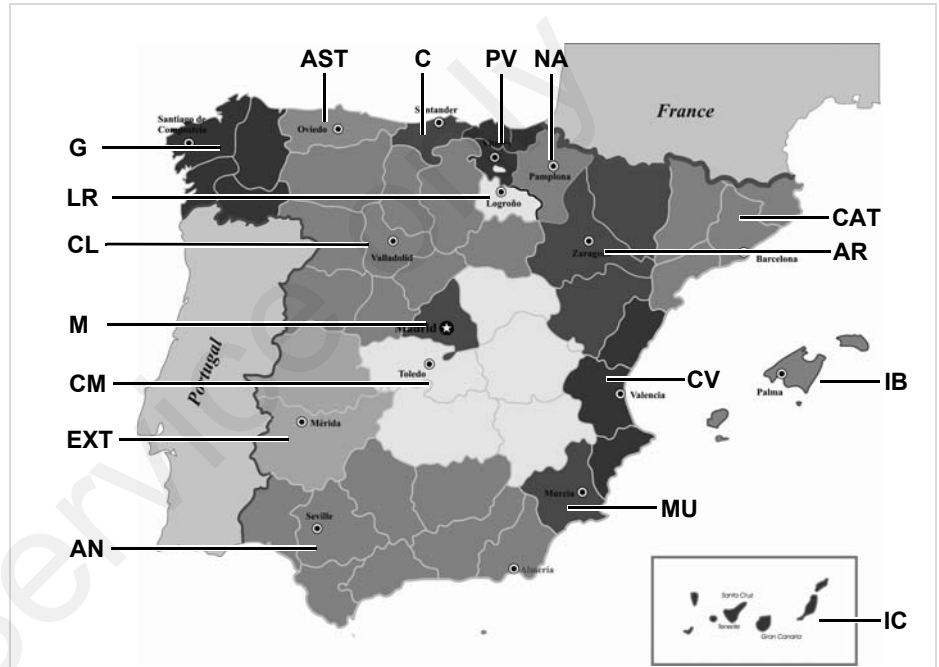 AST
C
PV
NA
France
Santander
Santiago de
Compostela
Oviedo
G
Pamplona
LR
Logroño
CAT
CL
Valladolid
AR
Barcelona
M
Madrid
Portugal
CM
Toledo
CV
Valencia
Palma
IB
EXT
Mérida
Murcia
MU
Seville
AN
Almería
Santa Cruz
Tenerife
Gran Canaria
IC